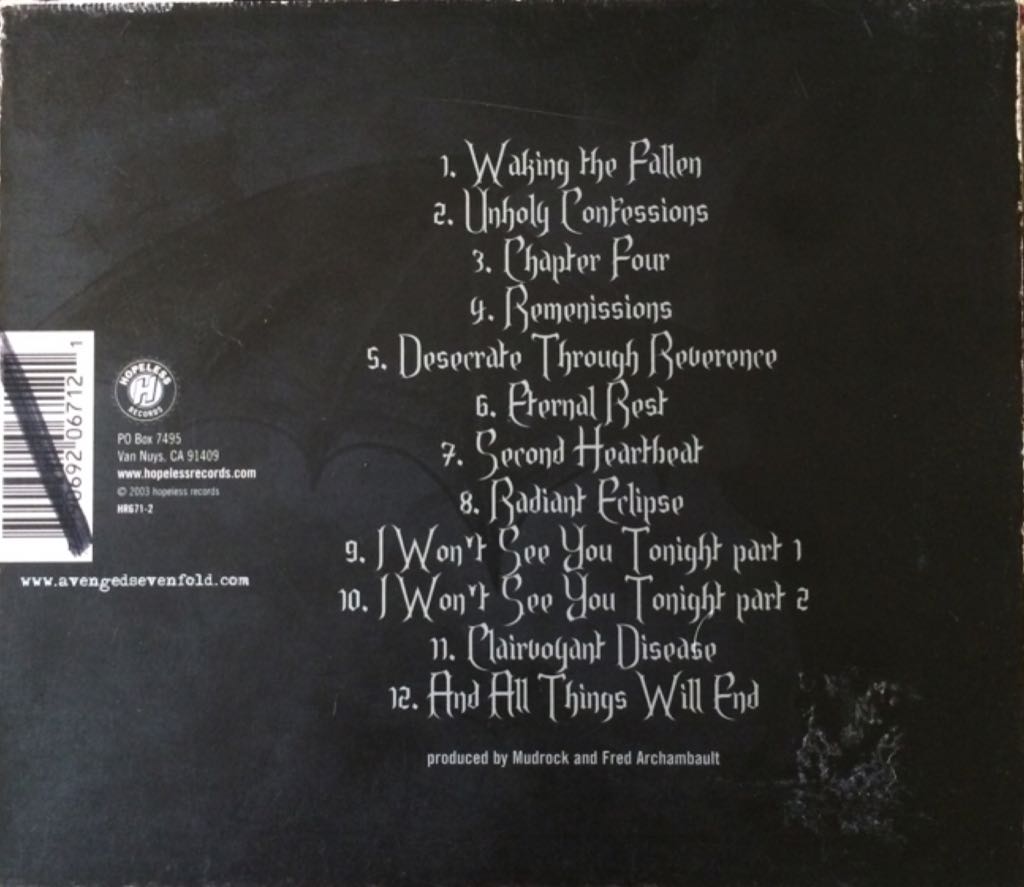 1. Waking the Fallen
2. Unholy Confessions
3. Chapter Four
4. Remenissions
5. Desecrate Through Reverence
6. Eternal Rest
7. Second Heartbeat
8. Radiant Eclipse
9. I Won't See You Tonight part 1
10. I Won't See You Tonight part 2
11. Clairvoyant Disease
12. And All Things Will End
produced by Mudrock and Fred Archambault
0692 06712 1
HOPELESS
H
RECORDS
PO Box 7495
Van Nuys, CA 91409
www.hopelessrecords.com
© 2003 hopeless records
HR671-2
www.avengedsevenfold.com